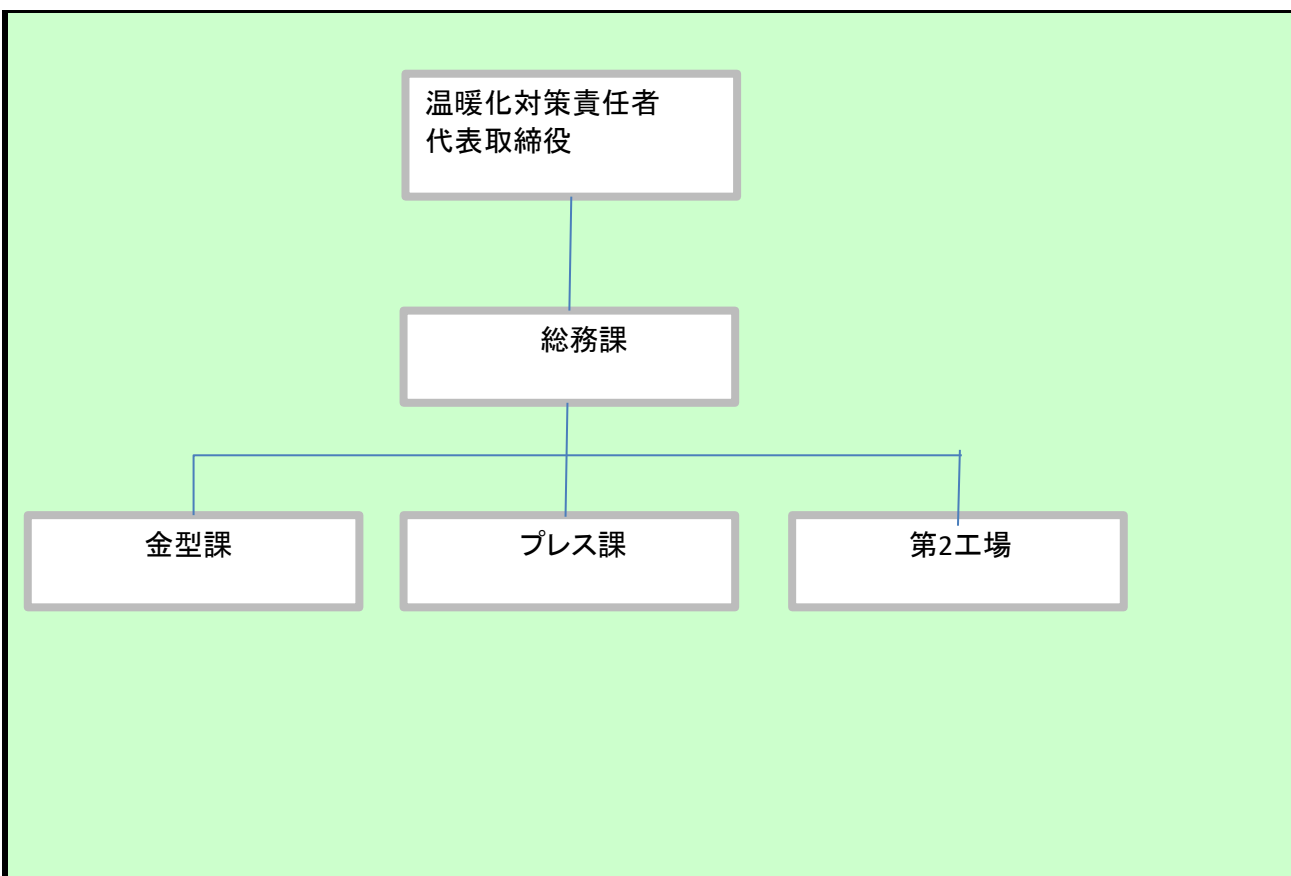 温暖化対策責任者
代表取締役
総務課
金型課
プレス課
第2工場